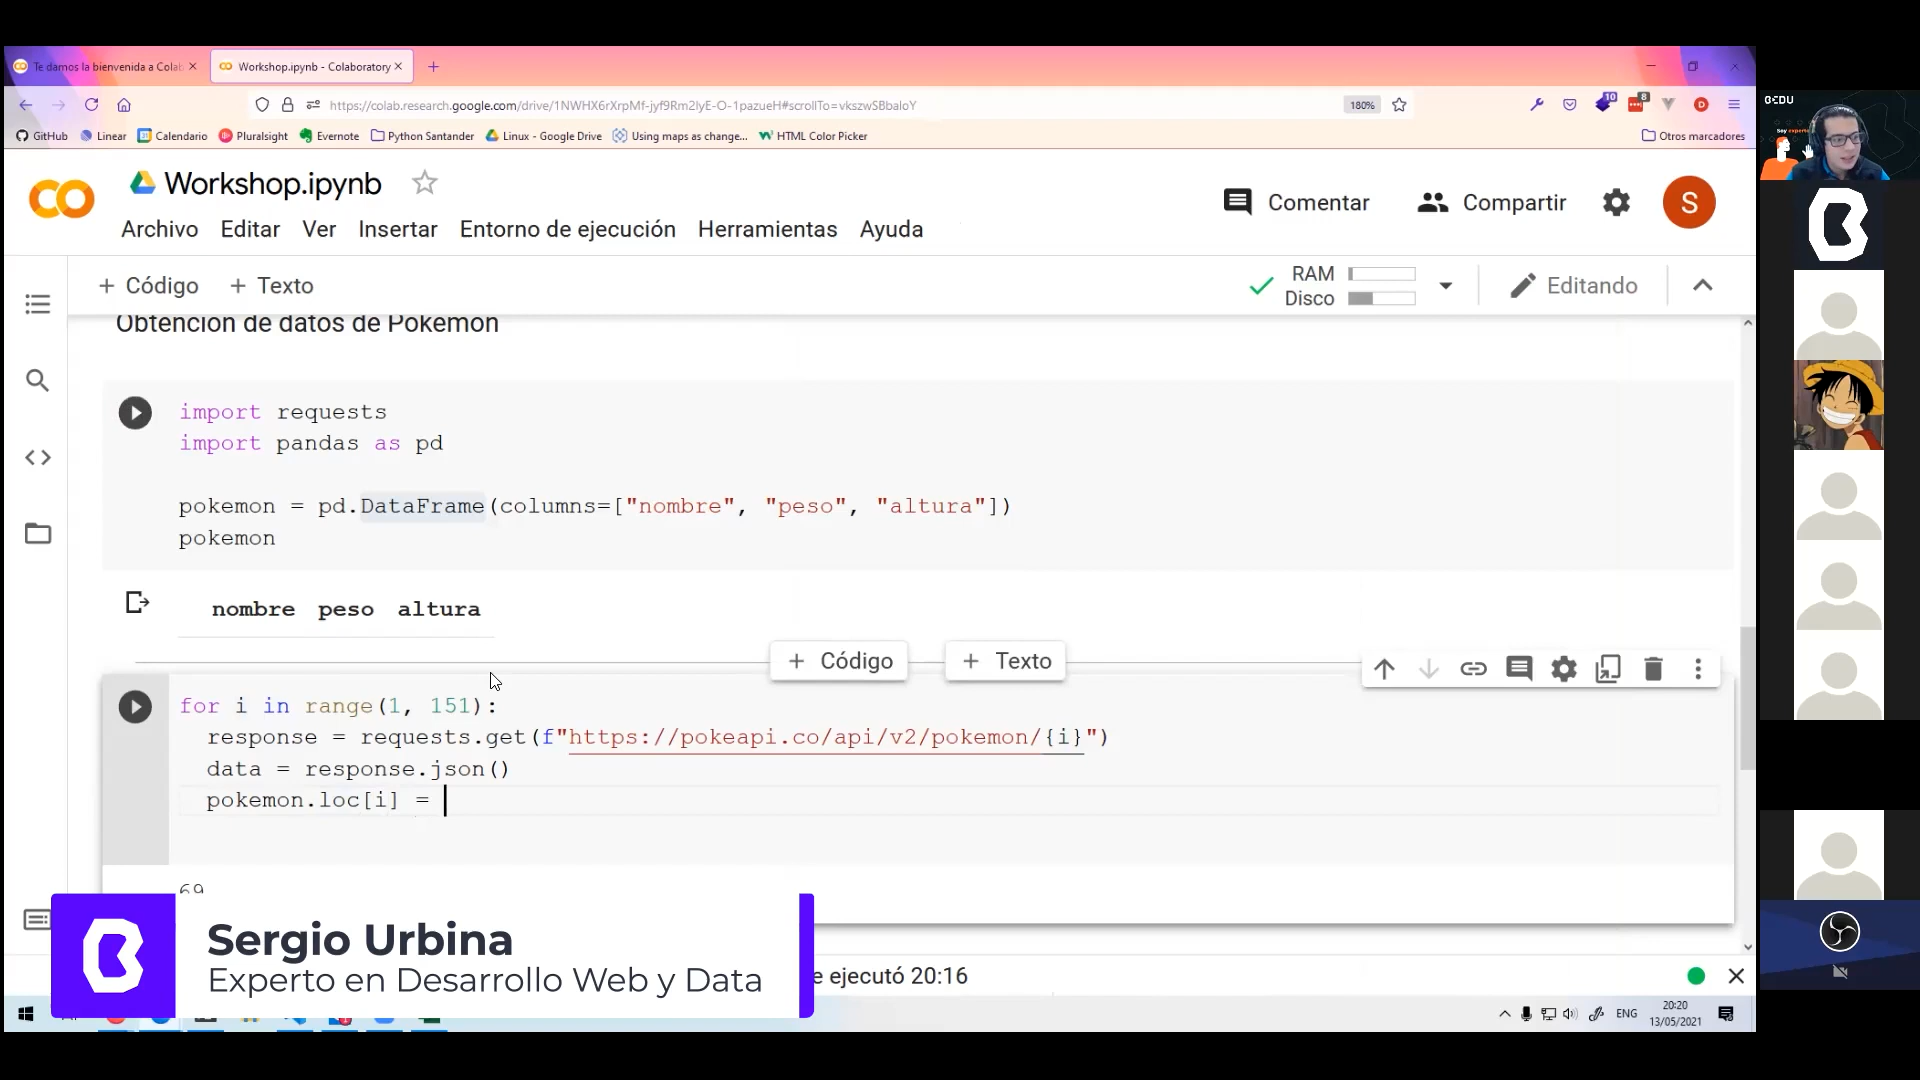 Te damos la bienvenida a Colab
Workshop.ipynb - Colaboratory
https://colab.research.google.com/drive/1NWHX6rXrpMf-jyf9Rm2lyE-O-1pazueH#scrollTo=vkszwSBbaloY
180%
10
8
D
GitHub
Linear
Calendario
Pluralsight
Evernote
Python Santander
Linux - Google Drive
Using maps as change...
HTML Color Picker
Otros marcadores
Workshop.ipynb
Comentar
Compartir
S
Archivo Editar Ver Insertar Entorno de ejecución Herramientas Ayuda
+ Código + Texto
RAM
Disco
Editando
Obtención de datos de Pokemon
import requests
import pandas as pd
pokemon = pd.DataFrame(columns=["nombre", "peso", "altura"])
pokemon
nombre peso altura
+ Código + Texto
for i in range(1, 151):
response = requests.get(f"https://pokeapi.co/api/v2/pokemon/{i}")
data = response.json()
pokemon.loc[i] =
69
Sergio Urbina
Experto en Desarrollo Web y Data
e ejecutó 20:16
ENG
20:20
13/05/2021
BEDU